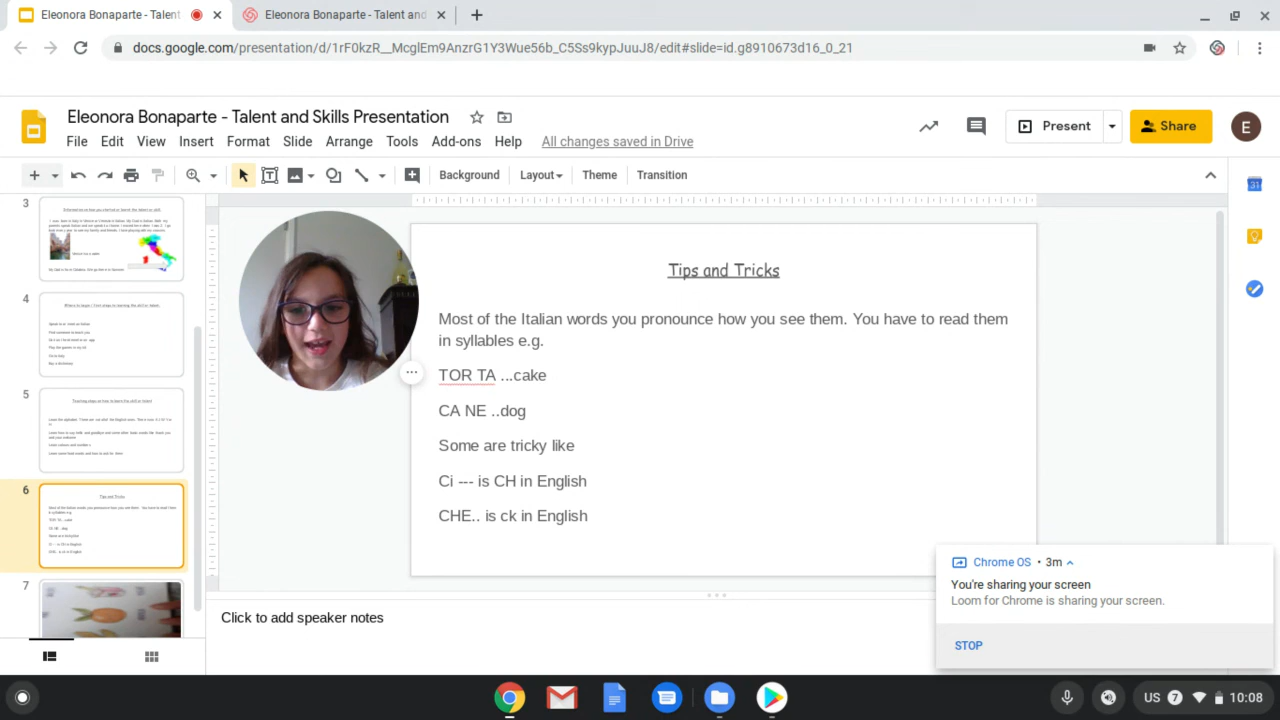 Eleonora Bonaparte - Talent
Eleonora Bonaparte - Talent and
docs.google.com/presentation/d/1rF0kzR__McglEm9AnzrG1Y3Wue56b_C5Ss9kypJuuJ8/edit#slide=id.g8910673d16_0_21
Eleonora Bonaparte - Talent and Skills Presentation
File Edit View Insert Format Slide Arrange Tools Add-ons Help All changes saved in Drive
Present
Share
E
Background Layout Theme Transition
31
3
4
5
6
Tips and Tricks
7
Tips and Tricks
Most of the Italian words you pronounce how you see them. You have to read them
in syllables e.g.
TOR TA ...cake
CA NE ...dog
Some are tricky like
Ci --- is CH in English
CHE... is
English
Click to add speaker notes
Chrome OS • 3m
You're sharing your screen
Loom for Chrome is sharing your screen.
STOP
US 7 10:08